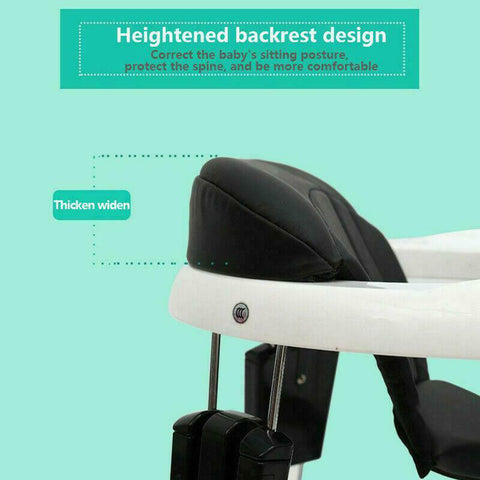 Heightened backrest design
Correct the baby's sitting posture,
protect the spine, and be more comfortable
Thicken widen